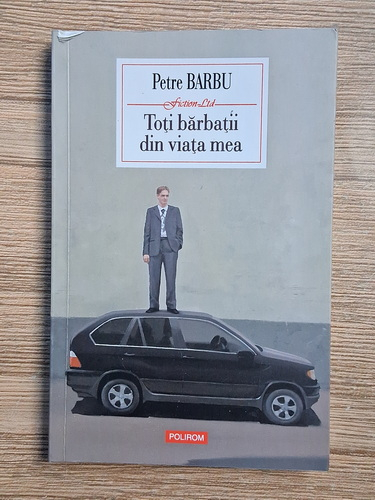 Petre BARBU
Fiction Ltd
Toți bărbații
din viața mea
POLIROM